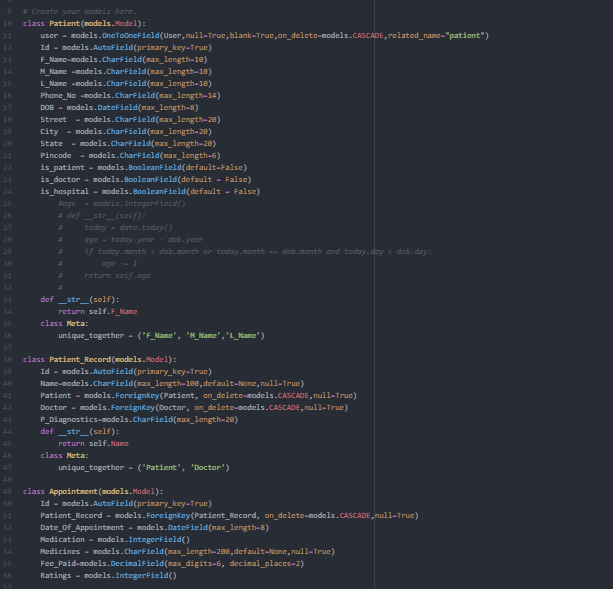 9 # Create your models here.
10 class Patient(models.Model):
11     user = models.OneToOneField(User,null=True,blank=True,on_delete=models.CASCADE,related_name="patient")
12     Id = models.AutoField(primary_key=True)
13     F_Name=models.CharField(max_length=10)
14     M_Name =models.CharField(max_length=10)
15     L_Name =models.CharField(max_length=10)
16     Phone_No =models.CharField(max_length=14)
17     DOB = models.DateField(max_length=8)
18     Street  = models.CharField(max_length=20)
19     City  = models.CharField(max_length=20)
20     State  = models.CharField(max_length=20)
21     Pincode  = models.CharField(max_length=6)
22     is_patient = models.BooleanField(default=False)
23     is_doctor = models.BooleanField(default = False)
24     is_hospital = models.BooleanField(default = False)
25         #age  = models.IntegerField()
26         # def __str__(self):
27         #     today = date.today()
28         #     age = today.year - dob.year
29         #     if today.month < dob.month or today.month == dob.month and today.day < dob.day:
30         #         age -= 1
31         #     return self.age
32         #
33     def __str__(self):
34         return self.F_Name
35     class Meta:
36         unique_together = ('F_Name', 'M_Name','L_Name')
37
38 class Patient_Record(models.Model):
39     Id = models.AutoField(primary_key=True)
40     Name=models.CharField(max_length=100,default=None,null=True)
41     Patient = models.ForeignKey(Patient, on_delete=models.CASCADE,null=True)
42     Doctor = models.ForeignKey(Doctor, on_delete=models.CASCADE,null=True)
43     P_Diagnostics=models.CharField(max_length=20)
44     def __str__(self):
45         return self.Name
46     class Meta:
47         unique_together = ('Patient', 'Doctor')
48
49 class Appointment(models.Model):
50     Id = models.AutoField(primary_key=True)
51     Patient_Record = models.ForeignKey(Patient_Record, on_delete=models.CASCADE,null=True)
52     Date_Of_Appointment = models.DateField(max_length=8)
53     Medication = models.IntegerField()
54     Medicines = models.CharField(max_length=200,default=None,null=True)
55     Fee_Paid=models.DecimalField(max_digits=6, decimal_places=2)
56     Ratings = models.IntegerField()